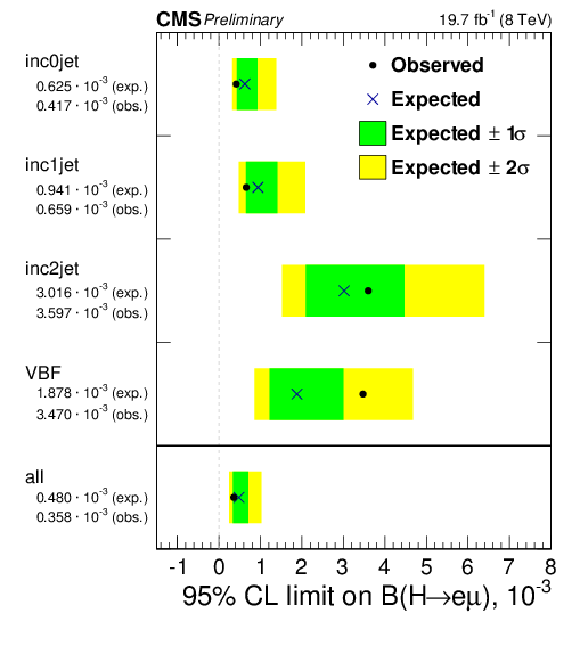 CMS Preliminary 19.7 fb⁻¹ (8 TeV)
inc0jet
0.625 · 10⁻³ (exp.)
0.417 · 10⁻³ (obs.)
Observed
Expected
Expected ± 1σ
Expected ± 2σ
inc1jet
0.941 · 10⁻³ (exp.)
0.659 · 10⁻³ (obs.)
inc2jet
3.016 · 10⁻³ (exp.)
3.597 · 10⁻³ (obs.)
VBF
1.878 · 10⁻³ (exp.)
3.470 · 10⁻³ (obs.)
all
0.480 · 10⁻³ (exp.)
0.358 · 10⁻³ (obs.)
-1 0 1 2 3 4 5 6 7 8
95% CL limit on B(H→eμ), 10⁻³